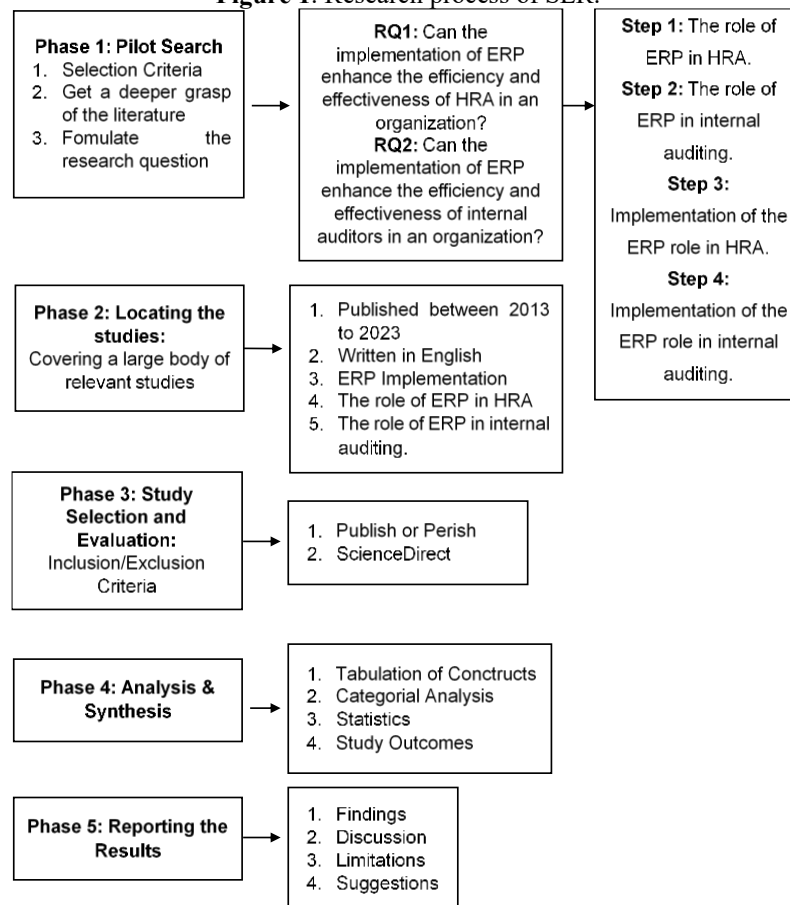 Figure 1. Research process of SLR.
Phase 1: Pilot Search
1. Selection Criteria
2. Get a deeper grasp
of the literature
3. Fomulate the
research question
RQ1: Can the
implementation of ERP
enhance the efficiency and
effectiveness of HRA in an
organization?
RQ2: Can the
implementation of ERP
enhance the efficiency and
effectiveness of internal
auditors in an organization?
Step 1: The role of
ERP in HRA.
Step 2: The role of
ERP in internal
auditing.
Step 3:
Implementation of the
ERP role in HRA.
Step 4:
Implementation of the
ERP role in internal
auditing.
Phase 2: Locating the
studies:
Covering a large body of
relevant studies
1. Published between 2013
to 2023
2. Written in English
3. ERP Implementation
4. The role of ERP in HRA
5. The role of ERP in internal
auditing.
Phase 3: Study
Selection and
Evaluation:
Inclusion/Exclusion
Criteria
1. Publish or Perish
2. ScienceDirect
Phase 4: Analysis &
Synthesis
1. Tabulation of Conctructs
2. Categorial Analysis
3. Statistics
4. Study Outcomes
Phase 5: Reporting the
Results
1. Findings
2. Discussion
3. Limitations
4. Suggestions